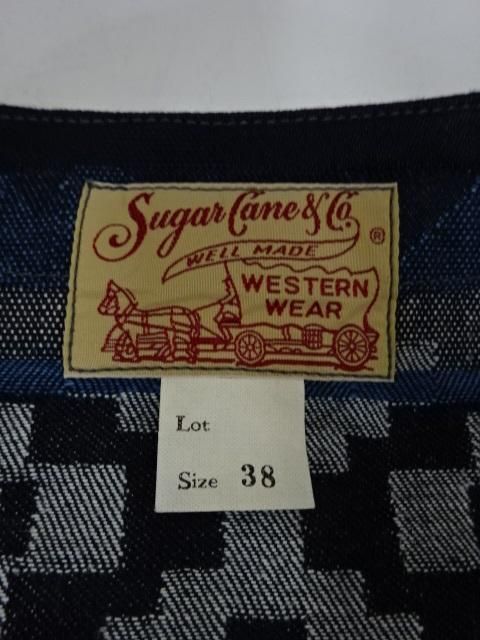 Sugar Cane & Co.
®
WELL MADE
WESTERN
WEAR
Lot
Size 38